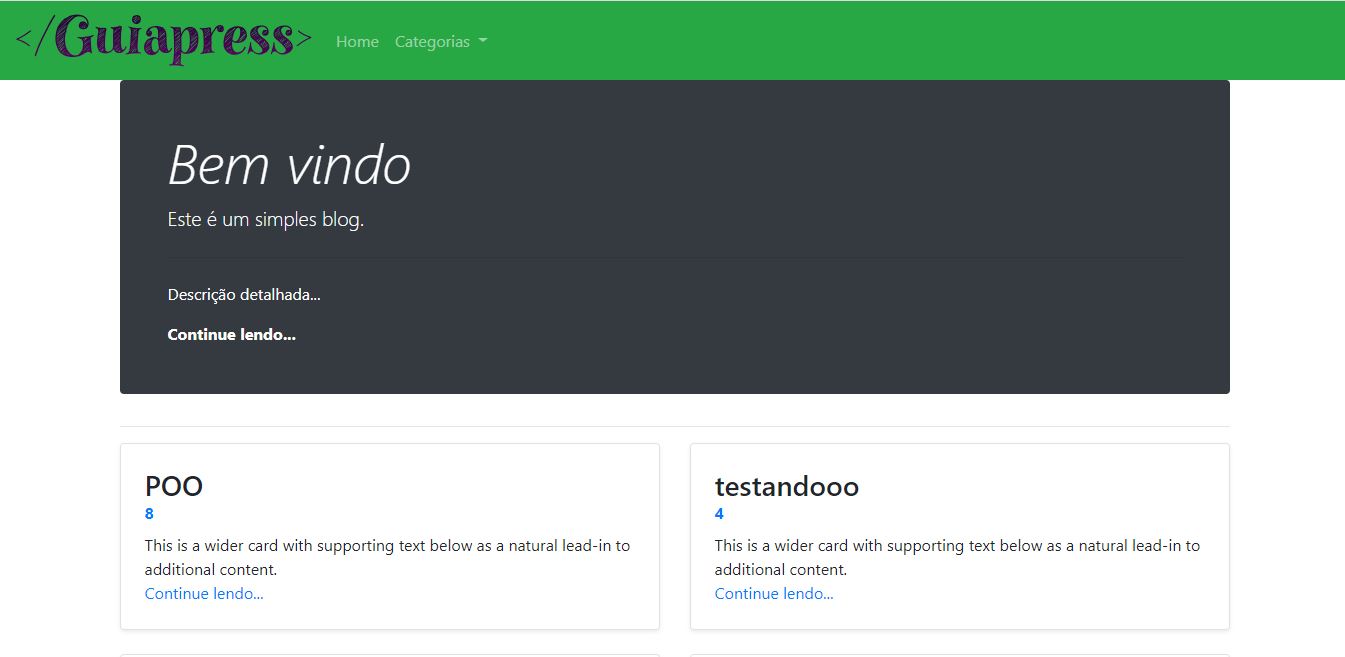 </Guiapress>
Home Categorias
Bem vindo
Este é um simples blog.
Descrição detalhada...
Continue lendo...
POO
8
This is a wider card with supporting text below as a natural lead-in to
additional content.
Continue lendo...
testandooo
4
This is a wider card with supporting text below as a natural lead-in to
additional content.
Continue lendo...